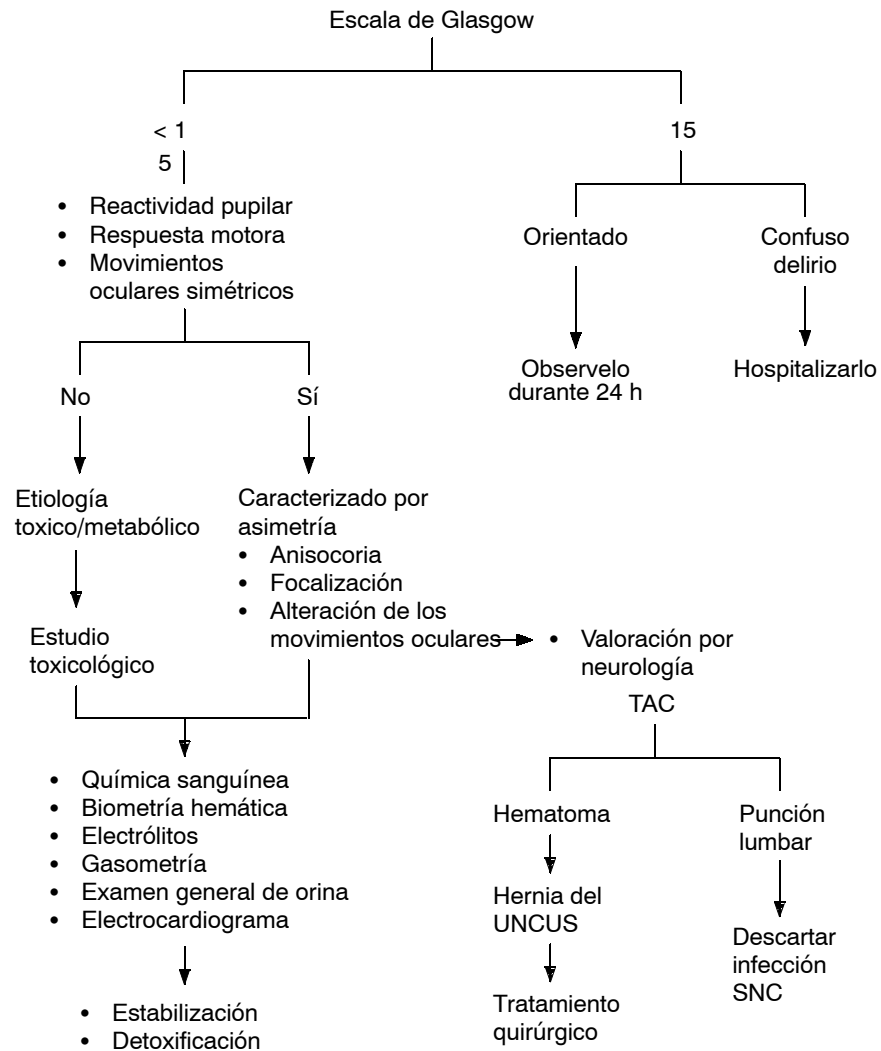 Escala de Glasgow
< 1
5
15
• Reactividad pupilar
• Respuesta motora
• Movimientos
oculares simétricos
Orientado
Confuso
delirio
Observelo
durante 24 h
Hospitalizarlo
No
Sí
Etiología
toxico/metabólico
Caracterizado por
asimetría
• Anisocoria
• Focalización
• Alteración de los
movimientos oculares
Estudio
toxicológico
• Valoración por
neurología
TAC
• Química sanguínea
• Biometría hemática
• Electrólitos
• Gasometría
• Examen general de orina
• Electrocardiograma
Hematoma
Punción
lumbar
Hernia del
UNCUS
Descartar
infección
SNC
Tratamiento
quirúrgico
• Estabilización
• Detoxificación